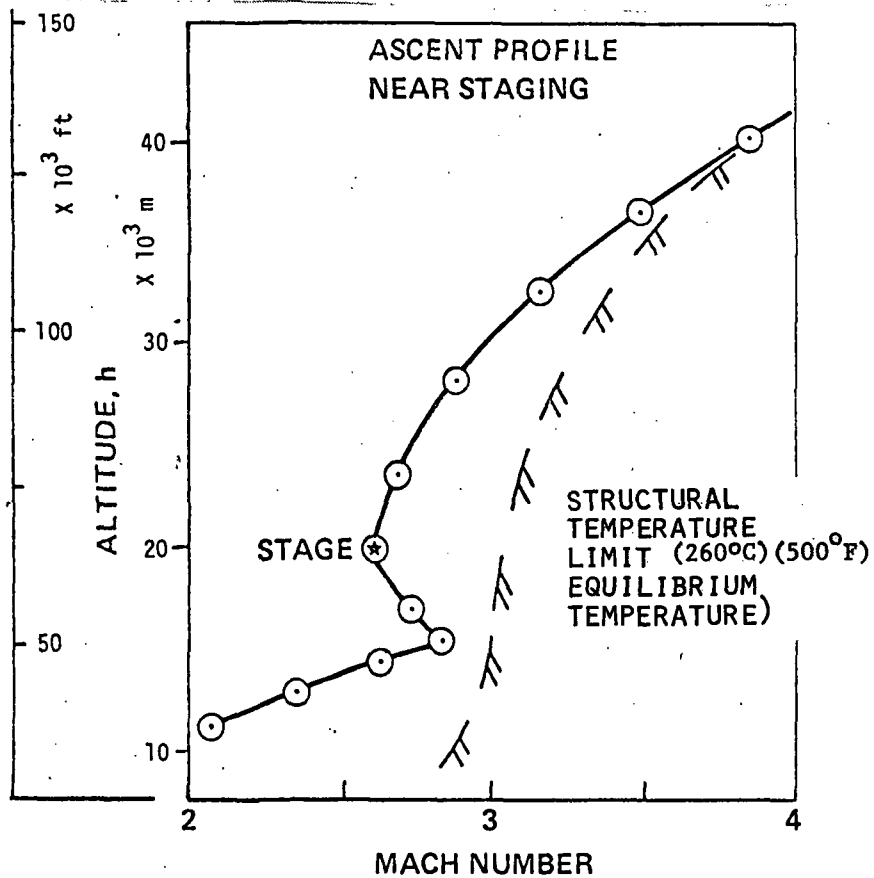 ASCENT PROFILE
NEAR STAGING
150
100
50
× 10³ ft
40
30
20
10
× 10³ m
ALTITUDE, h
STAGE
STRUCTURAL
TEMPERATURE
LIMIT (260°C) (500°F)
EQUILIBRIUM
TEMPERATURE)
2
3
4
MACH NUMBER